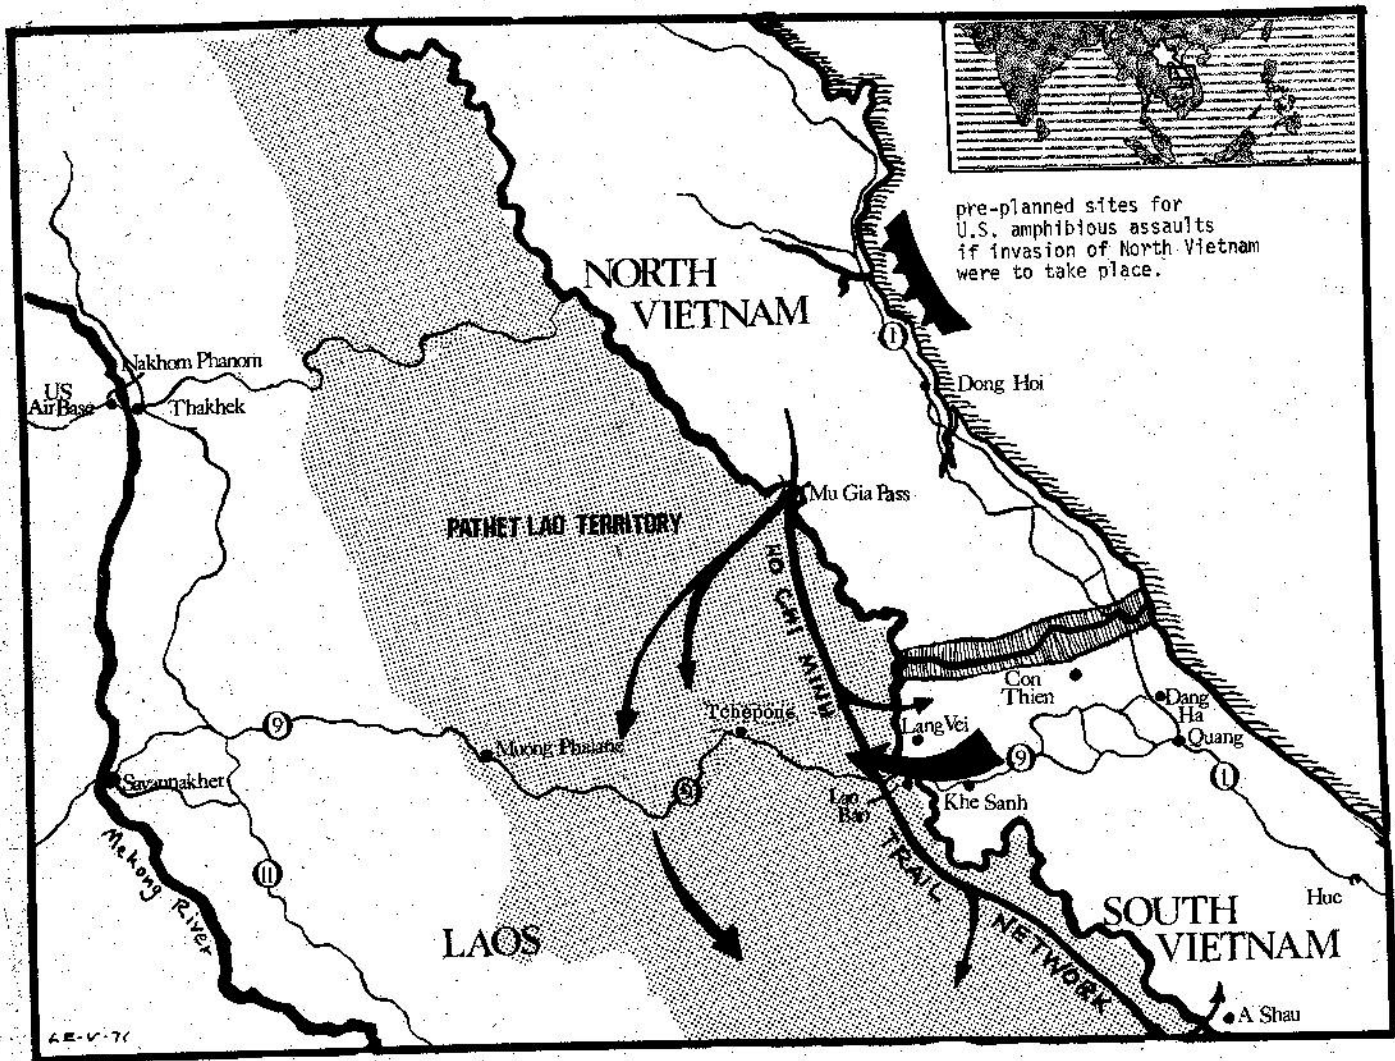 pre-planned sites for
U.S. amphibious assaults
if invasion of North Vietnam
were to take place.
NORTH
VIETNAM
1
Nakhom Phanom
US
Air Base
Thakhek
Dong Hoi
Mu Gia Pass
PATHET LAO TERRITORY
HO CHI MINH
TRAIL
NETWORK
Con
Thien
Dang
Ha
Tchepone
Lang Vei
Quang
9
Muong Phalane
9
1
Savannakher
9
Lao
Bao
Khe Sanh
Mekong River
11
Hue
SOUTH
VIETNAM
LAOS
A Shau